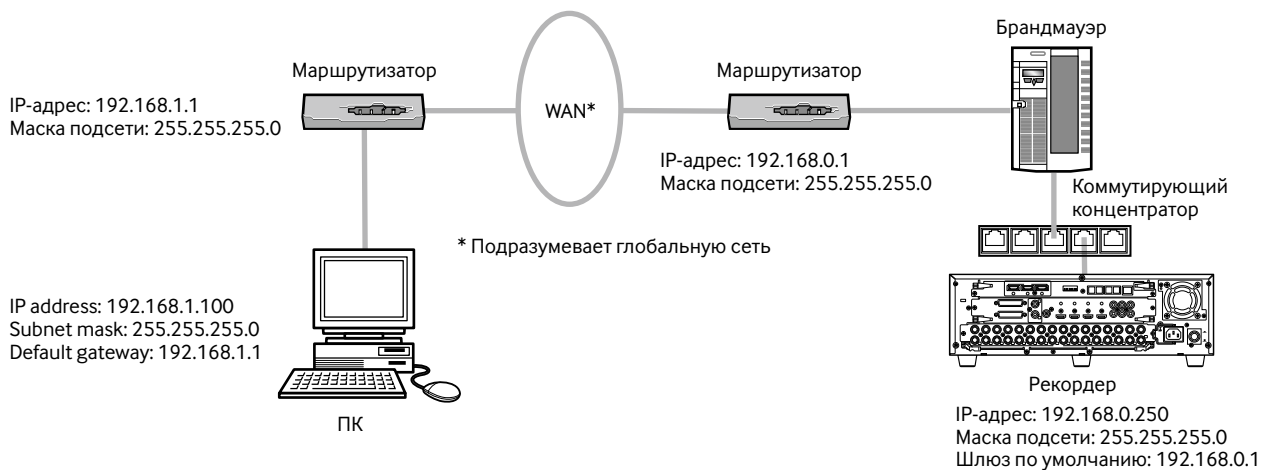 Брандмауэр
Маршрутизатор
Маршрутизатор
IP-адрес: 192.168.1.1
Маска подсети: 255.255.255.0
WAN*
IP-адрес: 192.168.0.1
Маска подсети: 255.255.255.0
Коммутирующий
концентратор
* Подразумевает глобальную сеть
IP address: 192.168.1.100
Subnet mask: 255.255.255.0
Default gateway: 192.168.1.1
ПК
Рекордер
IP-адрес: 192.168.0.250
Маска подсети: 255.255.255.0
Шлюз по умолчанию: 192.168.0.1